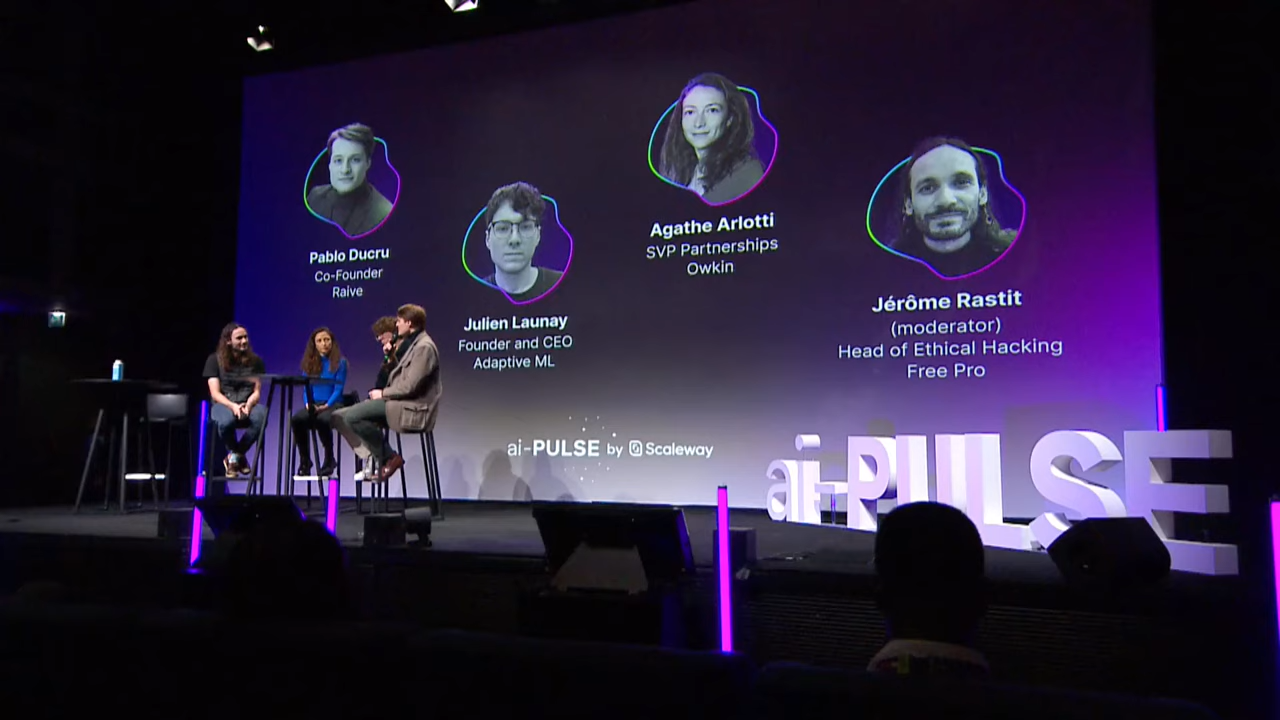 Pablo Ducru
Co-Founder
Raive
Julien Launay
Founder and CEO
Adaptive ML
Agathe Arlotti
SVP Partnerships
Owkin
Jérôme Rastit
(moderator)
Head of Ethical Hacking
Free Pro
ai-PULSE by Scaleway
ai-PULSE